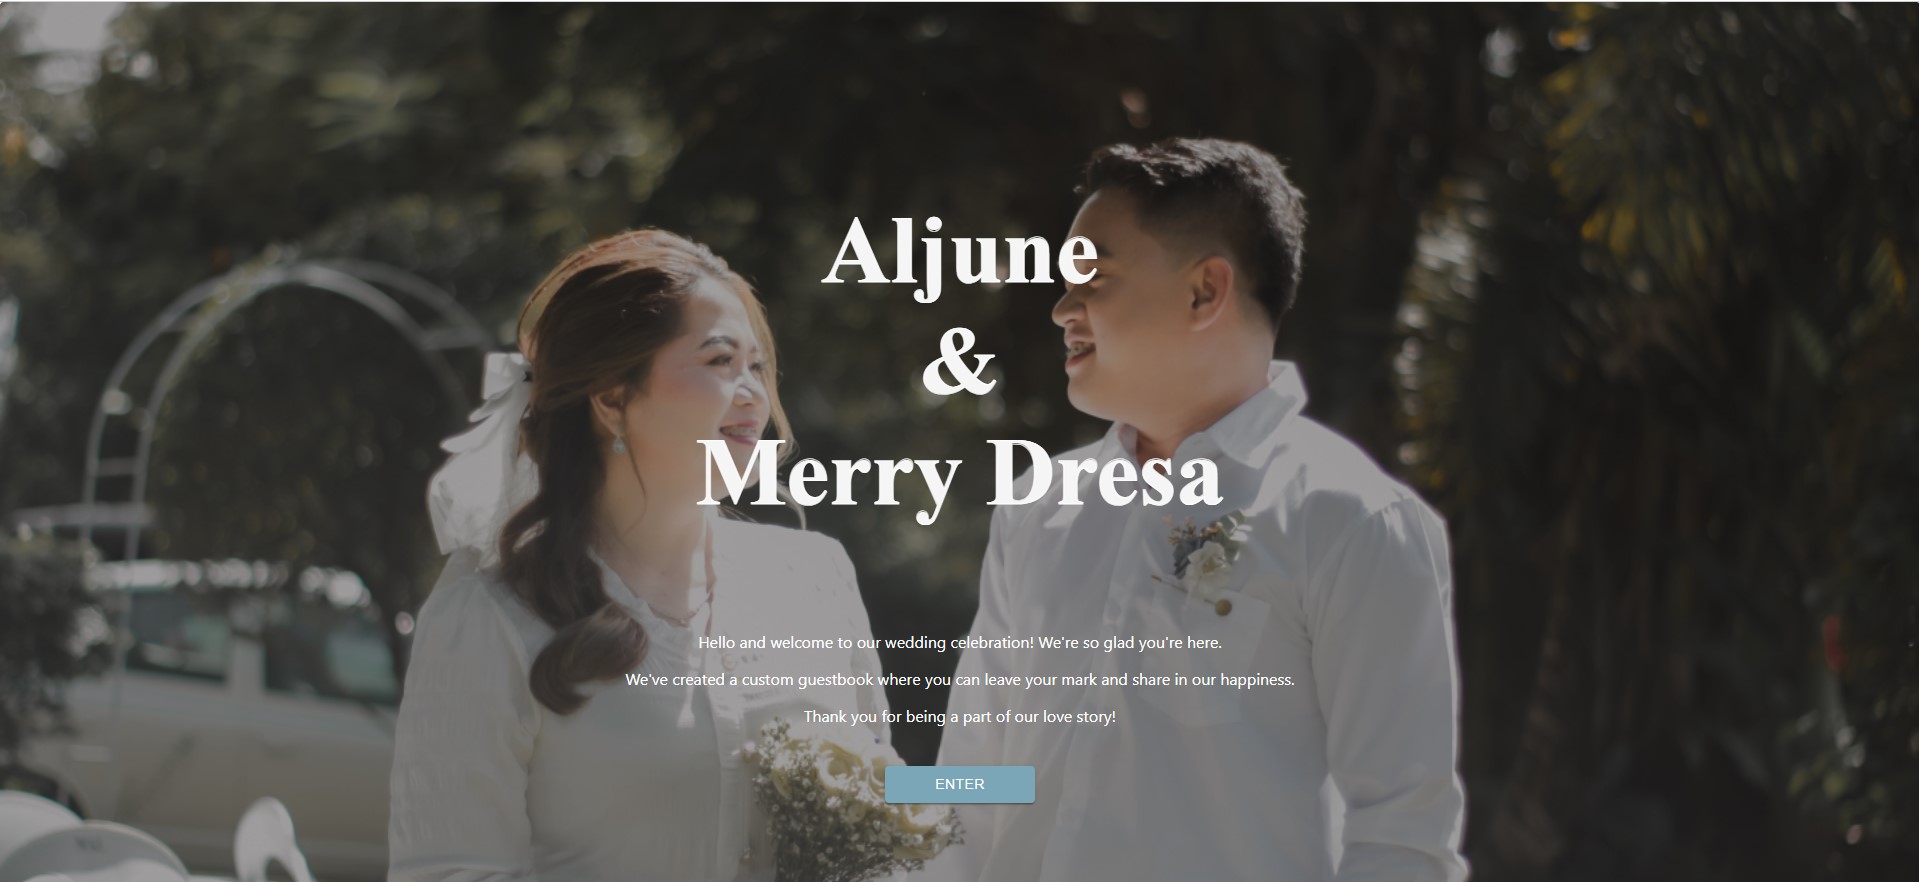 Aljune
&
Merry Dresa
Hello and welcome to our wedding celebration! We're so glad you're here.
We've created a custom guestbook where you can leave your mark and share in our happiness.
Thank you for being a part of our love story!
ENTER